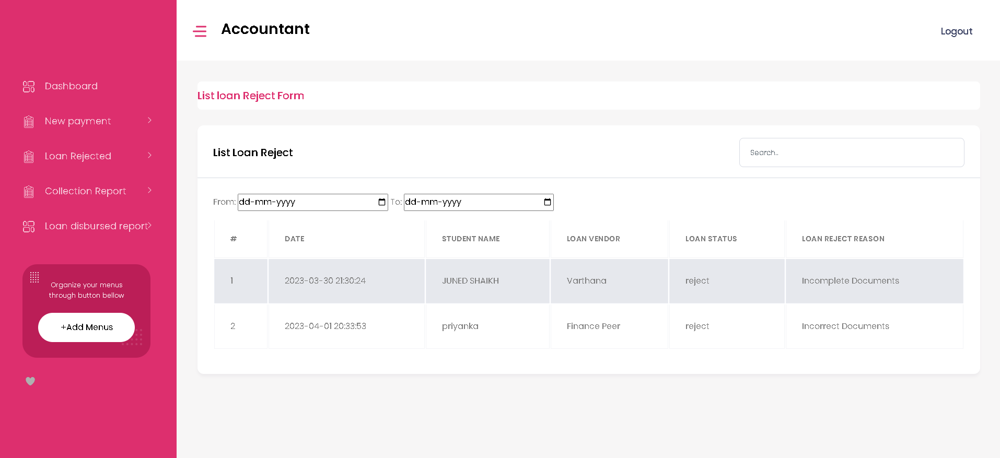 Accountant
Logout
Dashboard
New payment
Loan Rejected
Collection Report
Loan disbursed report
Organize your menus
through button bellow
+Add Menus
List loan Reject Form
List Loan Reject
Search..
From: dd-mm-yyyy To: dd-mm-yyyy
# DATE STUDENT NAME LOAN VENDOR LOAN STATUS LOAN REJECT REASON
1 2023-03-30 21:30:24 JUNED SHAIKH Varthana reject Incomplete Documents
2 2023-04-01 20:33:53 priyanka Finance Peer reject Incorrect Documents